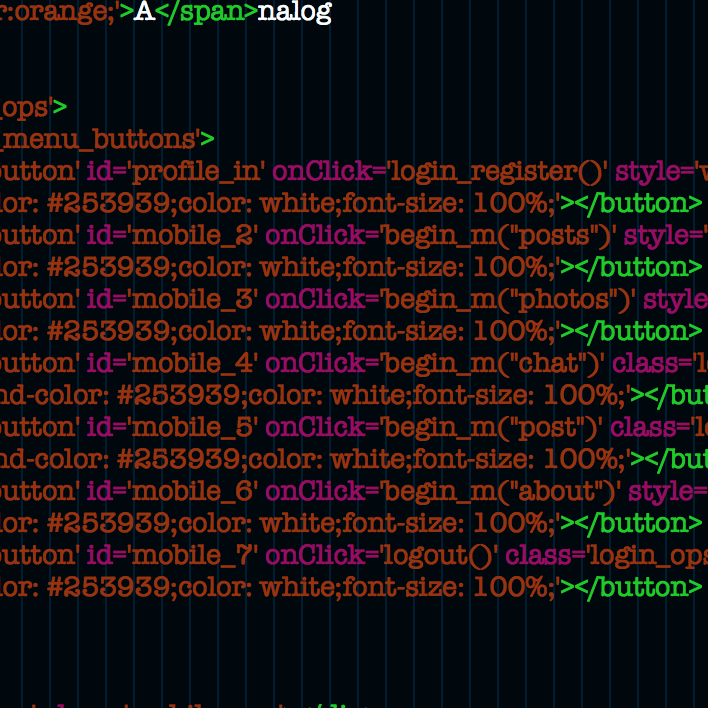 r:orange;'>A</span>nalog
ops'>
_menu_buttons'>
button' id='profile_in' onClick='login_register()' style='
lor: #253939;color: white;font-size: 100%;'></button>
button' id='mobile_2' onClick='begin_m("posts")' style='
lor: #253939;color: white;font-size: 100%;'></button>
button' id='mobile_3' onClick='begin_m("photos")' style
lor: #253939;color: white;font-size: 100%;'></button>
button' id='mobile_4' onClick='begin_m("chat")' class='lo
nd-color: #253939;color: white;font-size: 100%;'></but
button' id='mobile_5' onClick='begin_m("post")' class='lo
nd-color: #253939;color: white;font-size: 100%;'></but
button' id='mobile_6' onClick='begin_m("about")' style=
lor: #253939;color: white;font-size: 100%;'></button>
button' id='mobile_7' onClick='logout()' class='login_ops
lor: #253939;color: white;font-size: 100%;'></button>